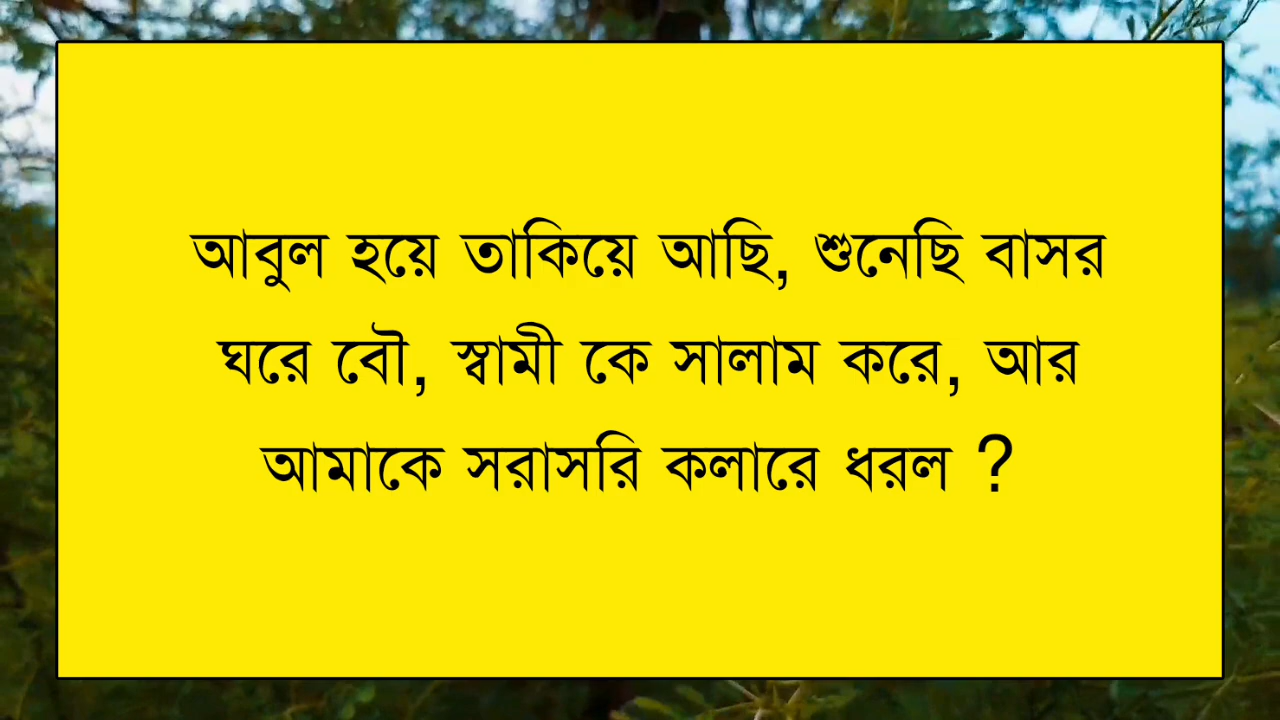 আবুল হয়ে তাকিয়ে আছি, শুনেছি বাসর
ঘরে বৌ, স্বামী কে সালাম করে, আর
আমাকে সরাসরি কলারে ধরল ?